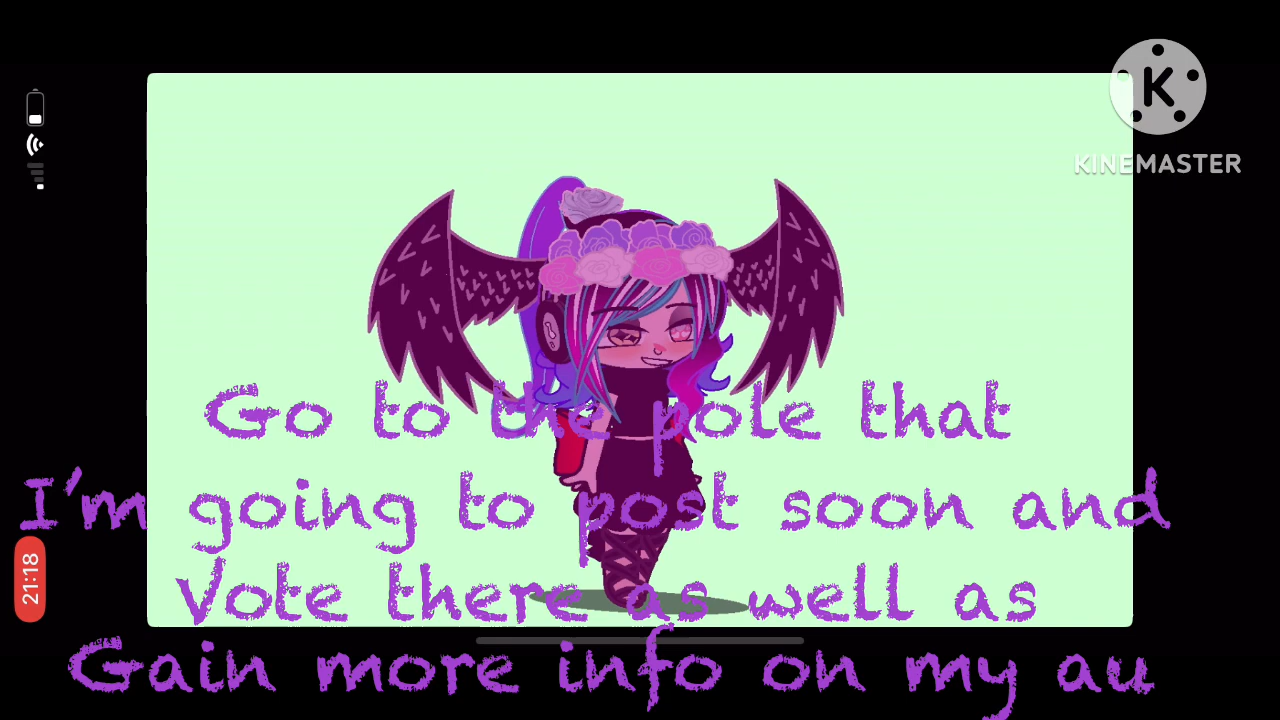 K
KINEMASTER
Go to the pole that
I'm going to post soon and
Vote there as well as
Gain more info on my au
21:18